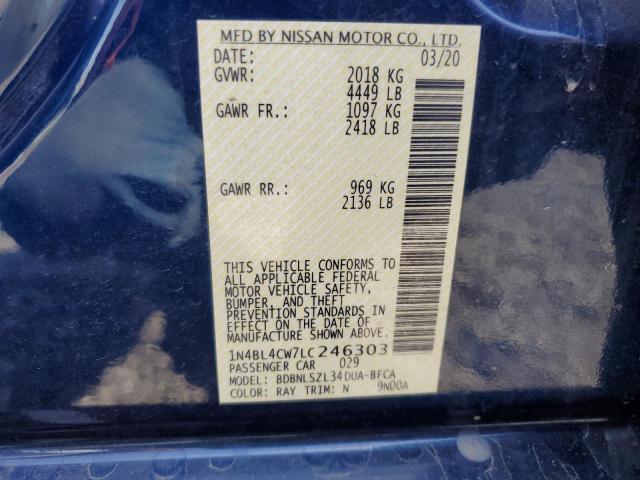 MFD BY NISSAN MOTOR CO., LTD.
DATE: 03/20
GVWR: 2018 KG
4449 LB
GAWR FR.: 1097 KG
2418 LB
GAWR RR.: 969 KG
2136 LB
THIS VEHICLE CONFORMS TO
ALL APPLICABLE FEDERAL
MOTOR VEHICLE SAFETY,
BUMPER, AND THEFT
PREVENTION STANDARDS IN
EFFECT ON THE DATE OF
MANUFACTURE SHOWN ABOVE.
1N4BL4CW7LC246303
PASSENGER CAR 029
MODEL: BDBNLSZL34DUA-BFCA
COLOR: RAY TRIM: N 9N00A